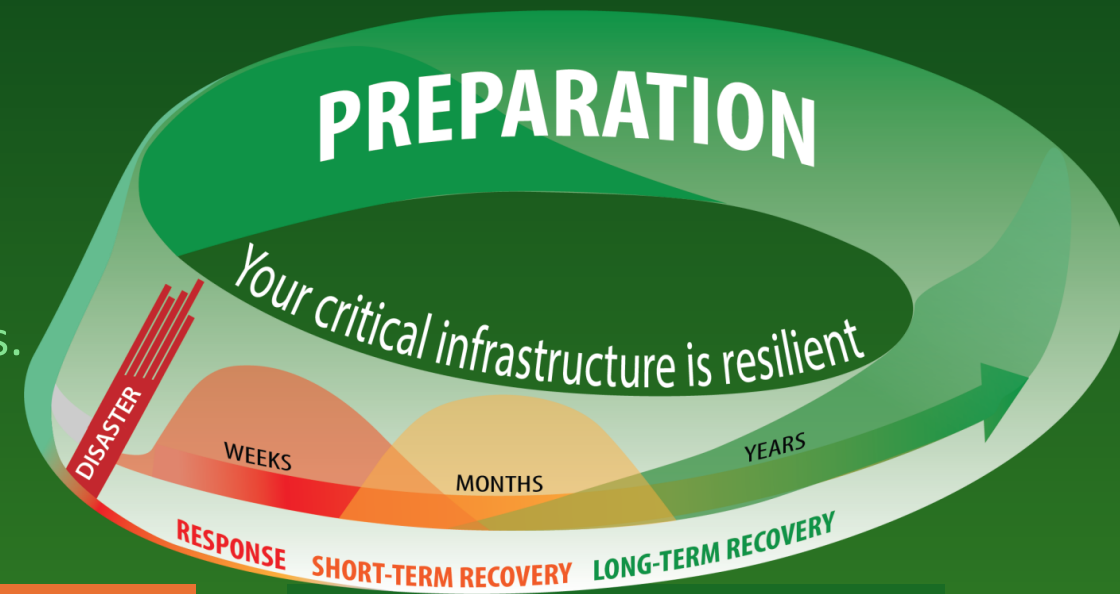 PREPARATION
Your critical infrastructure is resilient
s.
DISASTER
WEEKS
MONTHS
YEARS
RESPONSE
SHORT-TERM RECOVERY
LONG-TERM RECOVERY